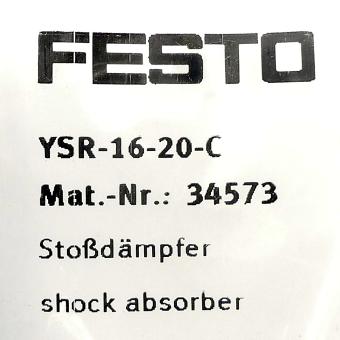 FESTO
YSR-16-20-C
Mat.-Nr.: 34573
Stoßdämpfer
shock absorber